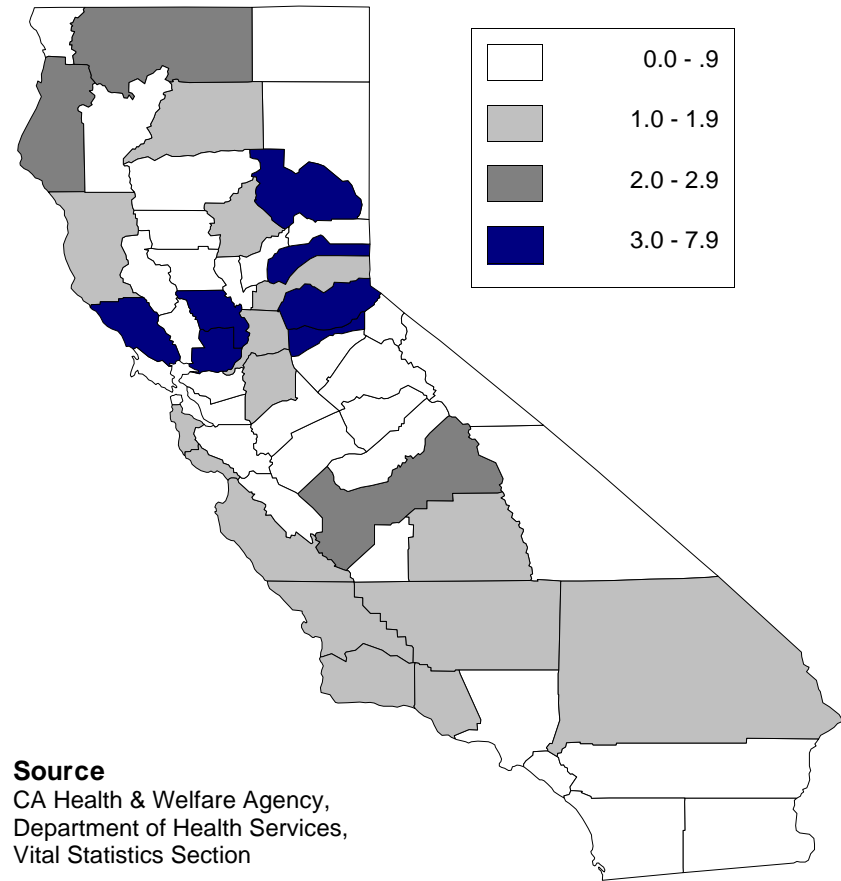 0.0 - .9
1.0 - 1.9
2.0 - 2.9
3.0 - 7.9
Source
CA Health & Welfare Agency,
Department of Health Services,
Vital Statistics Section